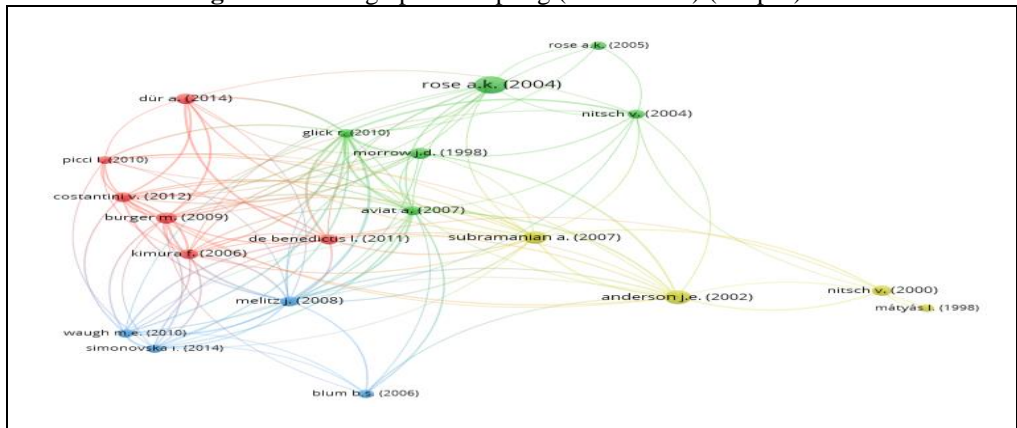 rose a.k. (2005)
rose a.k. (2004)
dür a. (2014)
nitsch v. (2004)
glick r. (2010)
morrow j.d. (1998)
picci l. (2010)
costantini v. (2012)
aviat a. (2007)
burger m. (2009)
de benedictis l. (2011)
subramanian a. (2007)
kimura f. (2006)
nitsch v. (2000)
anderson j.e. (2002)
melitz j. (2008)
mátyás l. (1998)
waugh m.e. (2010)
simonovska i. (2014)
blum b.s. (2006)